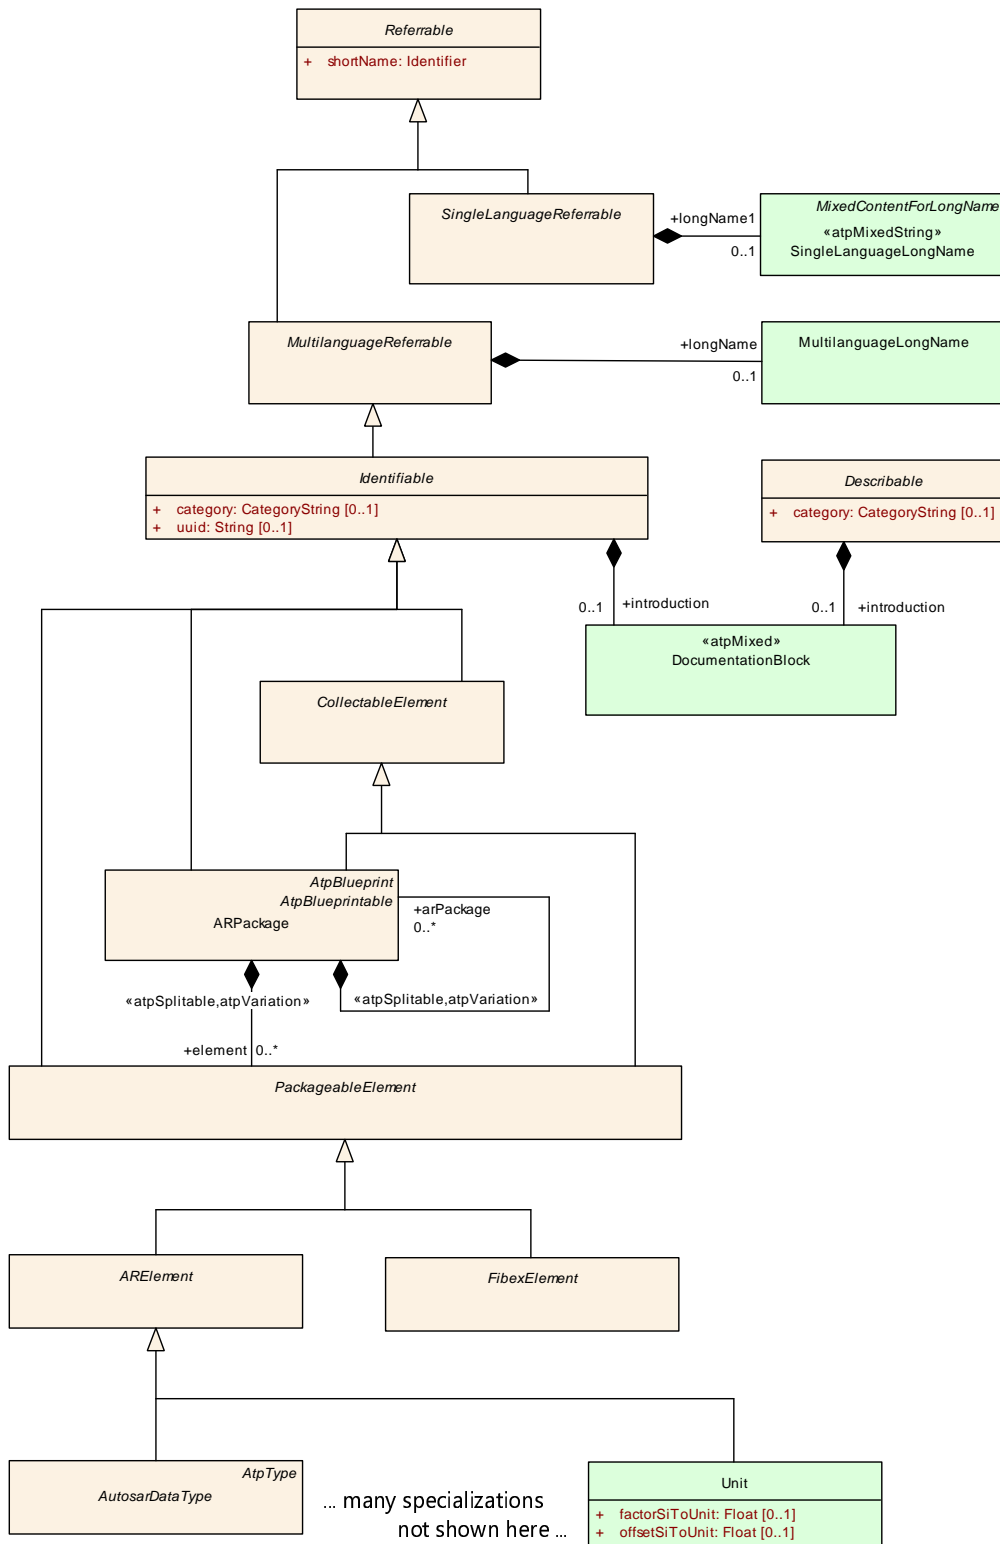 Referrable
+ shortName: Identifier
SingleLanguageReferrable
+longName1
0..1
MixedContentForLongName
«atpMixedString»
SingleLanguageLongName
MultilanguageReferrable
+longName
0..1
MultilanguageLongName
Identifiable
+ category: CategoryString [0..1]
+ uuid: String [0..1]
Describable
+ category: CategoryString [0..1]
0..1 +introduction
0..1 +introduction
«atpMixed»
DocumentationBlock
CollectableElement
AtpBlueprint
AtpBlueprintable
ARPackage
+arPackage
0..*
«atpSplitable,atpVariation»
«atpSplitable,atpVariation»
+element 0..*
PackageableElement
ARElement
FibexElement
AtpType
AutosarDataType
... many specializations
not shown here ...
Unit
+ factorSiToUnit: Float [0..1]
+ offsetSiToUnit: Float [0..1]